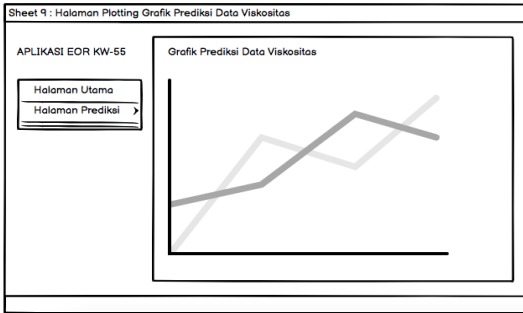 Sheet 9 : Halaman Plotting Grafik Prediksi Data Viskositas
APLIKASI EOR KW-55
Halaman Utama
Halaman Prediksi
Grafik Prediksi Data Viskositas